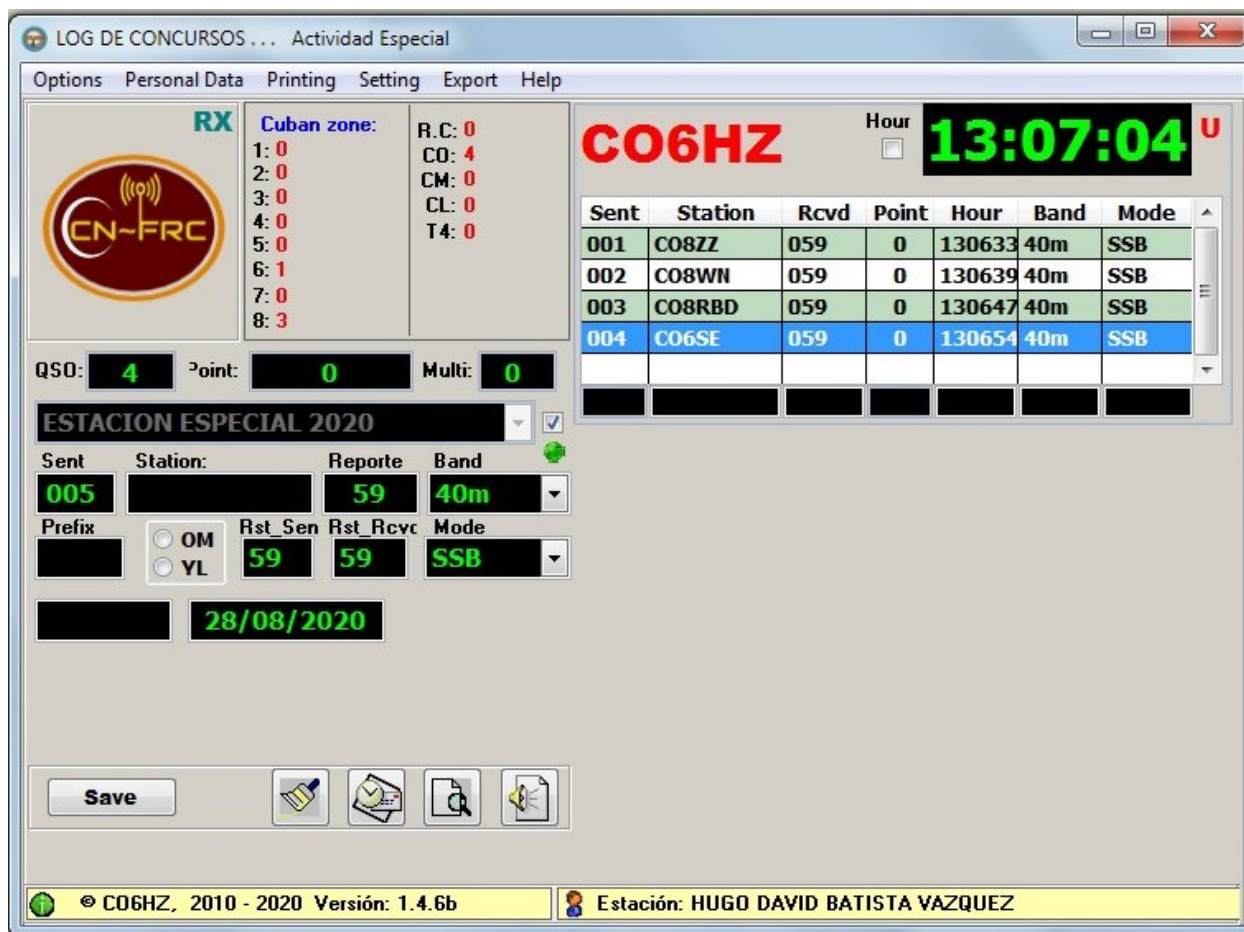 LOG DE CONCURSOS . . . Actividad Especial
Options Personal Data Printing Setting Export Help
RX
CN~FRC
Cuban zone:
1: 0
2: 0
3: 0
4: 0
5: 0
6: 1
7: 0
8: 3
R.C: 0
CO: 4
CM: 0
CL: 0
T4: 0
CO6HZ
Hour
13:07:04
U
Sent Station Rcvd Point Hour Band Mode
001 CO8ZZ 059 0 130633 40m SSB
002 CO8WN 059 0 130639 40m SSB
003 CO8RBD 059 0 130647 40m SSB
004 CO6SE 059 0 130654 40m SSB
QSO: 4 Point: 0 Multi: 0
ESTACION ESPECIAL 2020
Sent Station: Reporte Band
005 59 40m
Prefix OM YL Rst_Sen Rst_Rcvd Mode
59 59 SSB
28/08/2020
Save
© CO6HZ, 2010 - 2020 Versión: 1.4.6b
Estación: HUGO DAVID BATISTA VAZQUEZ